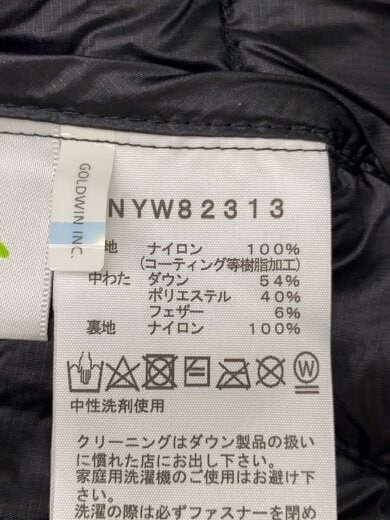 GOLDWIN INC.
NYW82313
地 ナイロン 100%
(コーティング等樹脂加工)
中わた ダウン 54%
ポリエステル 40%
フェザー 6%
裏地 ナイロン 100%
W
中性洗剤使用
クリーニングはダウン製品の扱い
に慣れた店にお出し下さい。
家庭用洗濯機のご使用はお避け下
さい。
洗濯の際は必ずファスナーを閉め